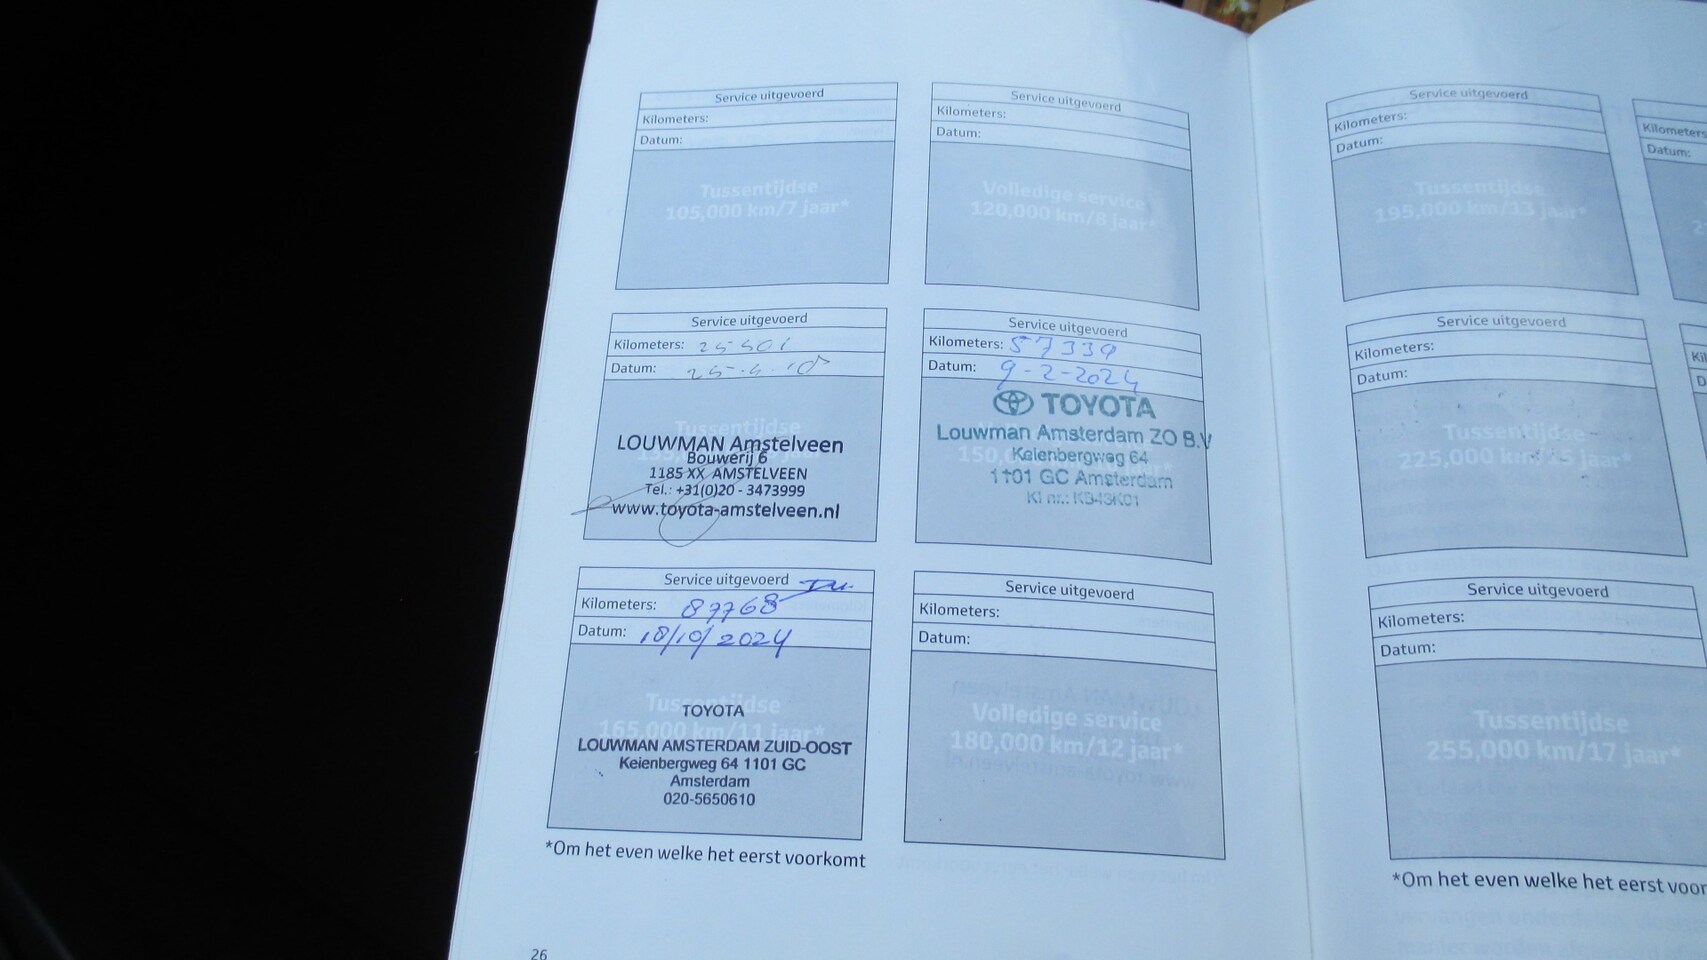 Service uitgevoerd
Kilometers:
Datum:
Tussentijdse
105,000 km/7 jaar*
Service uitgevoerd
Kilometers:
Datum:
Volledige service
120,000 km/8 jaar*
Service uitgevoerd
Kilometers:
Datum:
LOUWMAN Amstelveen
Bouwerij 6
1185 XX AMSTELVEEN
Tel.: +31(0)20 - 3473999
www.toyota-amstelveen.nl
Service uitgevoerd
Kilometers: 57339
Datum: 9-2-2024
TOYOTA
Louwman Amsterdam ZO B.V
Keienbergweg 64
1101 GC Amsterdam
Service uitgevoerd
Kilometers: 87768
Datum: 18/10/2024
Tussentijdse
165,000 km/11 jaar*
TOYOTA
LOUWMAN AMSTERDAM ZUID-OOST
Keienbergweg 64 1101 GC
Amsterdam
020-5650610
Service uitgevoerd
Kilometers:
Datum:
Volledige service
180,000 km/12 jaar*
*Om het even welke het eerst voorkomt
26
Service uitgevoerd
Kilometers:
Datum:
Tussentijdse
195,000 km/13 jaar*
Kilometers
Datum:
Service uitgevoerd
Kilometers:
Datum:
Tussentijdse
225,000 km/15 jaar*
Service uitgevoerd
Kilometers:
Datum:
Tussentijdse
255,000 km/17 jaar*
*Om het even welke het eerst voor